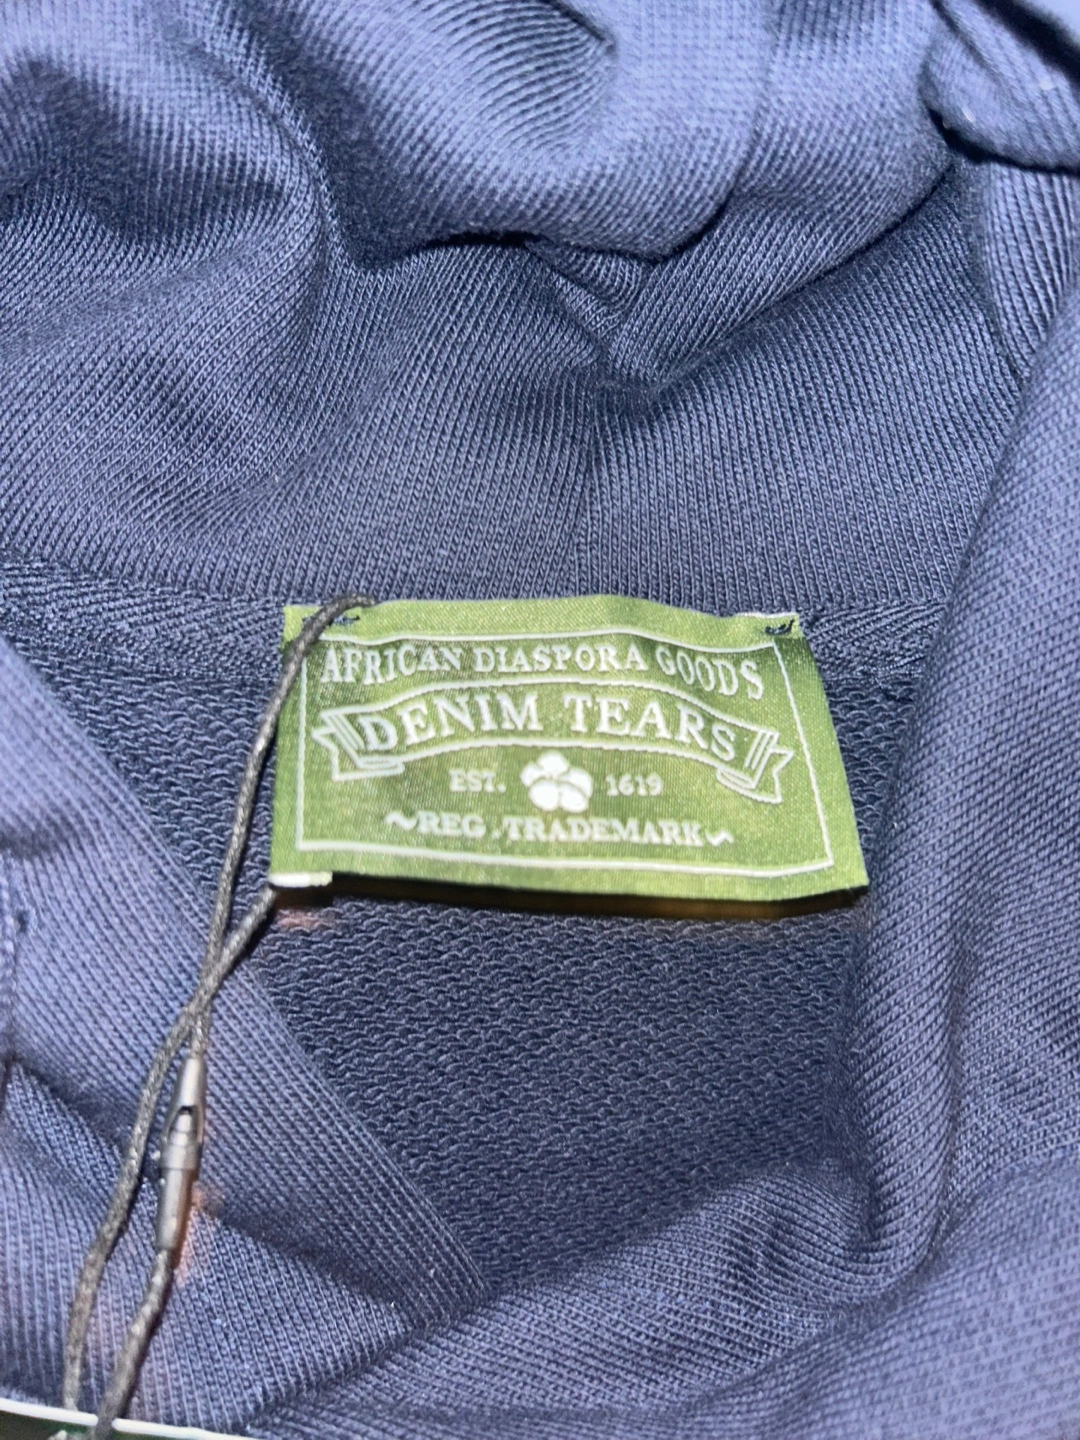 AFRICAN DIASPORA GOODS
DENIM TEARS
EST. 1619
~REG. TRADEMARK~